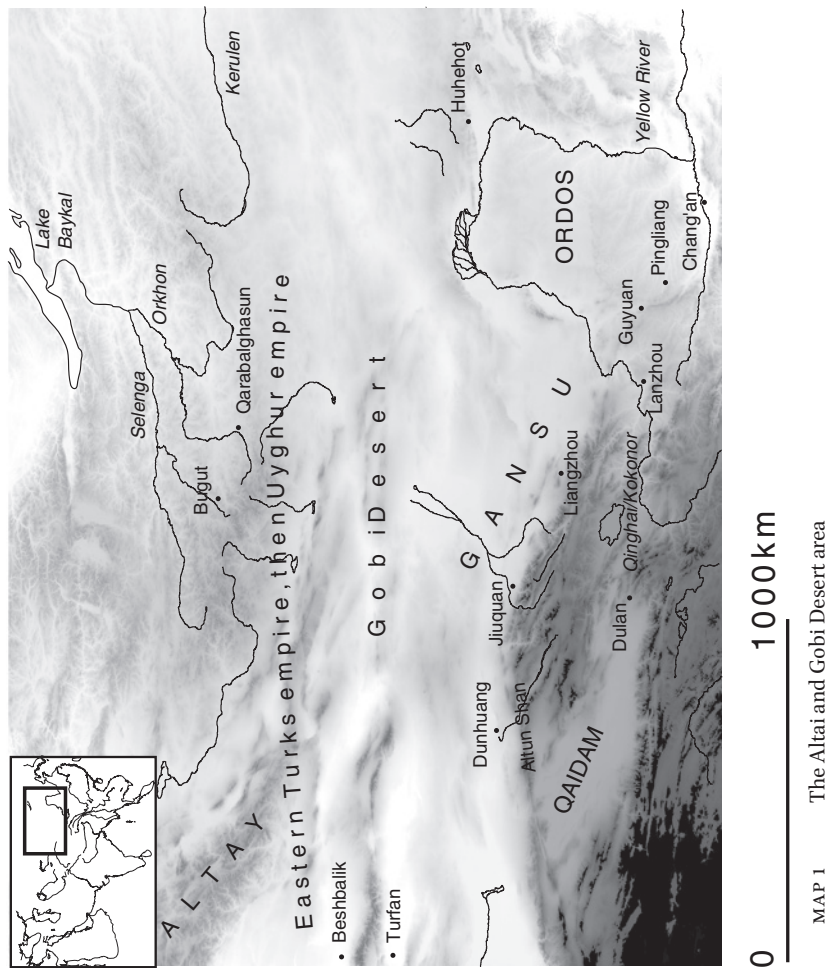 Lake
Baykal
Kerulen
Selenga
Orkhon
ALTAY
Bugut
Qarabalghasun
Eastern Turks empire, then Uyghur empire
Beshbalik
Turfan
Gobi Desert
Huhehot
GANSU
ORDOS
Dunhuang
Jiuquan
Altun Shan
Liangzhou
QAIDAM
Dulan
Qinghai/Kokonor
Guyuan
Lanzhou
Pingliang
Chang'an
Yellow River
0 1000km
MAP 1 The Altai and Gobi Desert area